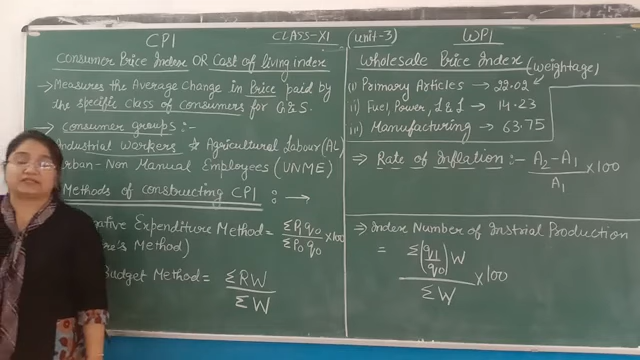 CLASS-XI (unit-3)
CPI
Consumer Price Index OR Cost of living index
→ Measures the Average Change in Price paid by
the specific class of consumers for G & S.
→ Consumer groups :-
Industrial Workers ☆ Agricultural Labour (AL)
Urban-Non Manual Employees (UNME)
Methods of constructing CPI : →
ative Expenditure Method = ΣP₁q₀/ΣP₀q₀ × 100
re's Method)
Budget Method = ΣRW/ΣW
WPI
Wholesale Price Index (weightage)
i) Primary Articles → 22.02
ii) Fuel, Power, L & L → 14.23
iii) Manufacturing → 63.75
⇒ Rate of Inflation :- A₂-A₁/A₁ × 100
⇒ Index Number of Instrial Production
= Σ(q₁/q₀)W/ΣW × 100